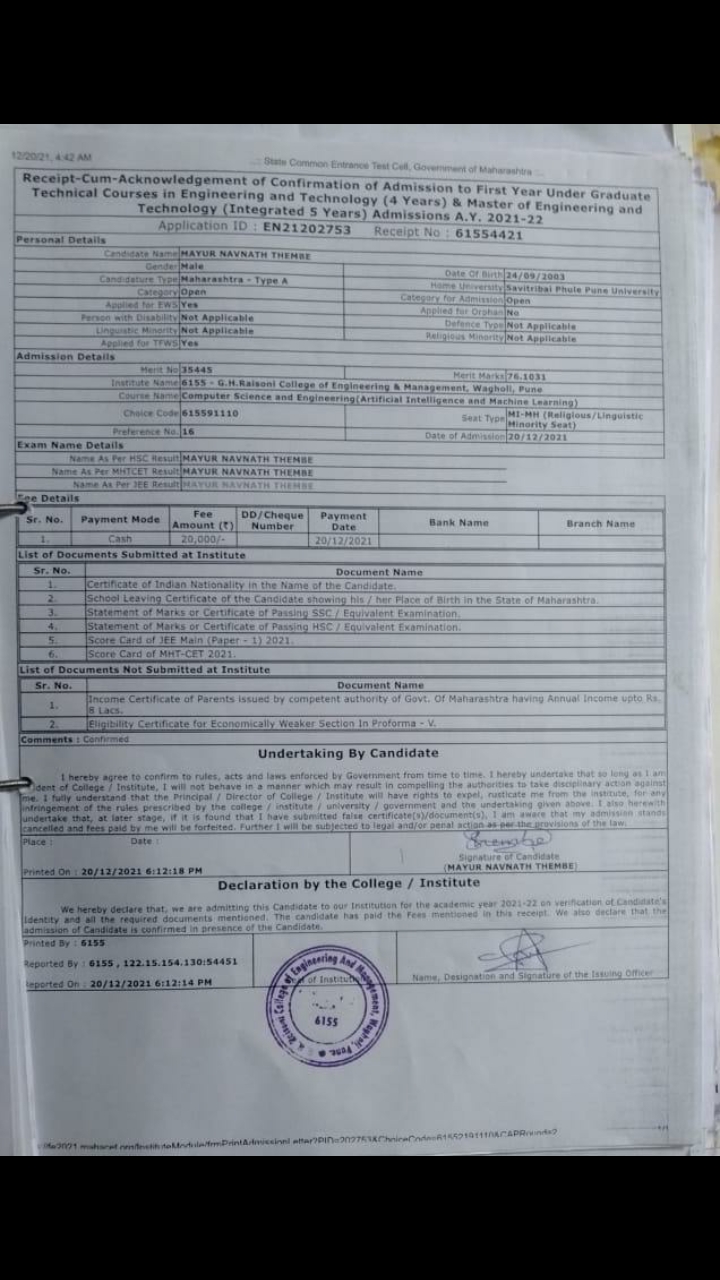 12/20/21, 4:42 AM
..:: State Common Entrance Test Cell, Government of Maharashtra ::..
Receipt-Cum-Acknowledgement of Confirmation of Admission to First Year Under Graduate
Technical Courses in Engineering and Technology (4 Years) & Master of Engineering and
Technology (Integrated 5 Years) Admissions A.Y. 2021-22
Application ID : EN21202753 Receipt No : 61554421
Personal Details
Candidate Name MAYUR NAVNATH THEMBE
Gender Male Date Of Birth 24/09/2003
Candidature Type Maharashtra - Type A Home University Savitribai Phule Pune University
Category Open Category for Admission Open
Applied for EWS Yes Applied for Orphan No
Person with Disability Not Applicable Defence Type Not Applicable
Linguistic Minority Not Applicable Religious Minority Not Applicable
Applied for TFWS Yes
Admission Details
Merit No 35445 Merit Marks 76.1031
Institute Name 6155 - G.H.Raisoni College of Engineering & Management, Wagholi, Pune
Course Name Computer Science and Engineering(Artificial Intelligence and Machine Learning)
Choice Code 615591110 Seat Type MI-MH (Religious/Linguistic
Minority Seat)
Preference No. 16 Date of Admission 20/12/2021
Exam Name Details
Name As Per HSC Result MAYUR NAVNATH THEMBE
Name As Per MHTCET Result MAYUR NAVNATH THEMBE
Name As Per JEE Result MAYUR NAVNATH THEMBE
Fee Details
Sr. No. Payment Mode Fee Amount (₹) DD/Cheque Number Payment Date Bank Name Branch Name
1. Cash 20,000/- 20/12/2021
List of Documents Submitted at Institute
Sr. No. Document Name
1. Certificate of Indian Nationality in the Name of the Candidate.
2. School Leaving Certificate of the Candidate showing his / her Place of Birth in the State of Maharashtra.
3. Statement of Marks or Certificate of Passing SSC / Equivalent Examination.
4. Statement of Marks or Certificate of Passing HSC / Equivalent Examination.
5. Score Card of JEE Main (Paper - 1) 2021.
6. Score Card of MHT-CET 2021.
List of Documents Not Submitted at Institute
Sr. No. Document Name
1. Income Certificate of Parents issued by competent authority of Govt. Of Maharashtra having Annual Income upto Rs.
8 Lacs.
2. Eligibility Certificate for Economically Weaker Section In Proforma - V.
Comments : Confirmed
Undertaking By Candidate
I hereby agree to confirm to rules, acts and laws enforced by Government from time to time. I hereby undertake that so long as I am
dent of College / Institute, I will not behave in a manner which may result in compelling the authorities to take disciplinary action against
me. I fully understand that the Principal / Director of College / Institute will have rights to expel, rusticate me from the institute, for any
infringement of the rules prescribed by the college / institute / university / government and the undertaking given above. I also herewith
undertake that, at later stage, if it is found that I have submitted false certificate(s)/document(s), I am aware that my admission stands
cancelled and fees paid by me will be forfeited. Further I will be subjected to legal and/or penal action as per the provisions of the law.
Place : Date :
Signature of Candidate
Printed On : 20/12/2021 6:12:18 PM (MAYUR NAVNATH THEMBE)
Declaration by the College / Institute
We hereby declare that, we are admitting this Candidate to our Institution for the academic year 2021-22 on verification of Candidate's
Identity and all the required documents mentioned. The candidate has paid the Fees mentioned in this receipt. We also declare that the
admission of Candidate is confirmed in presence of the Candidate.
Printed By : 6155
Reported By : 6155 , 122.15.154.130:54451
Reported On : 20/12/2021 6:12:14 PM
of Institute
Name, Designation and Signature of the Issuing Officer
Raisoni College of Engineering And Management, Wagholi, Pune
6155